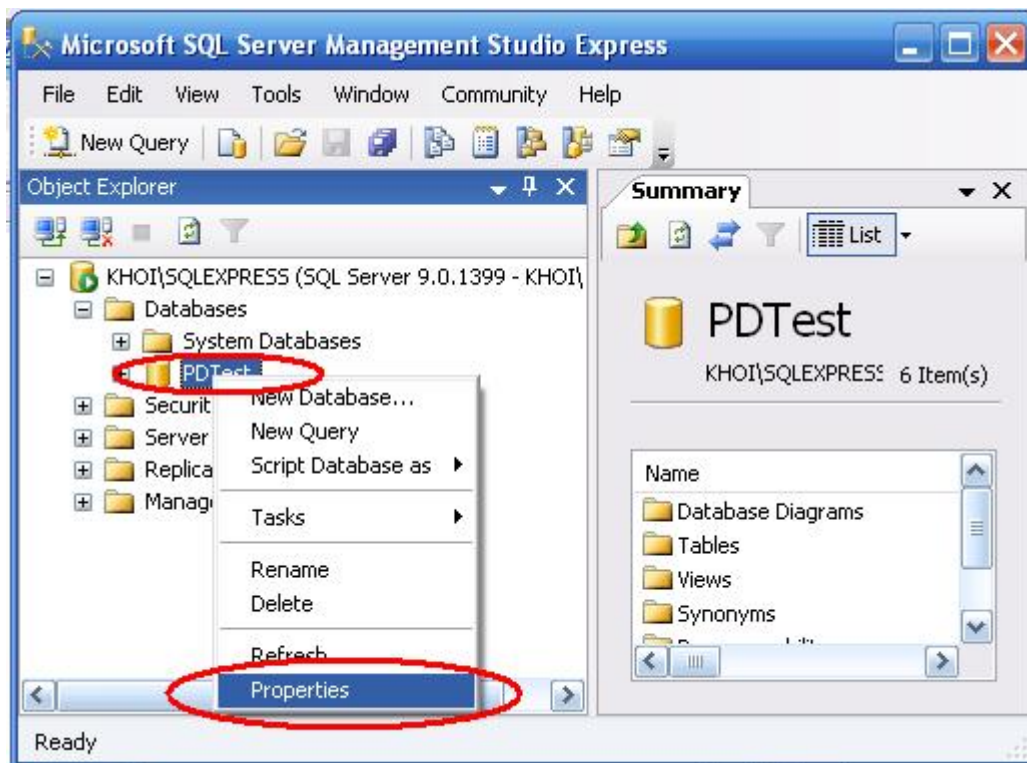 Microsoft SQL Server Management Studio Express
File Edit View Tools Window Community Help
New Query
Object Explorer
KHOI\SQLEXPRESS (SQL Server 9.0.1399 - KHOI\
Databases
System Databases
PDTest
Securit
Server
Replica
Manag
New Database...
New Query
Script Database as
Tasks
Rename
Delete
Refresh
Properties
Summary
List
PDTest
KHOI\SQLEXPRESS 6 Item(s)
Name
Database Diagrams
Tables
Views
Synonyms
Ready